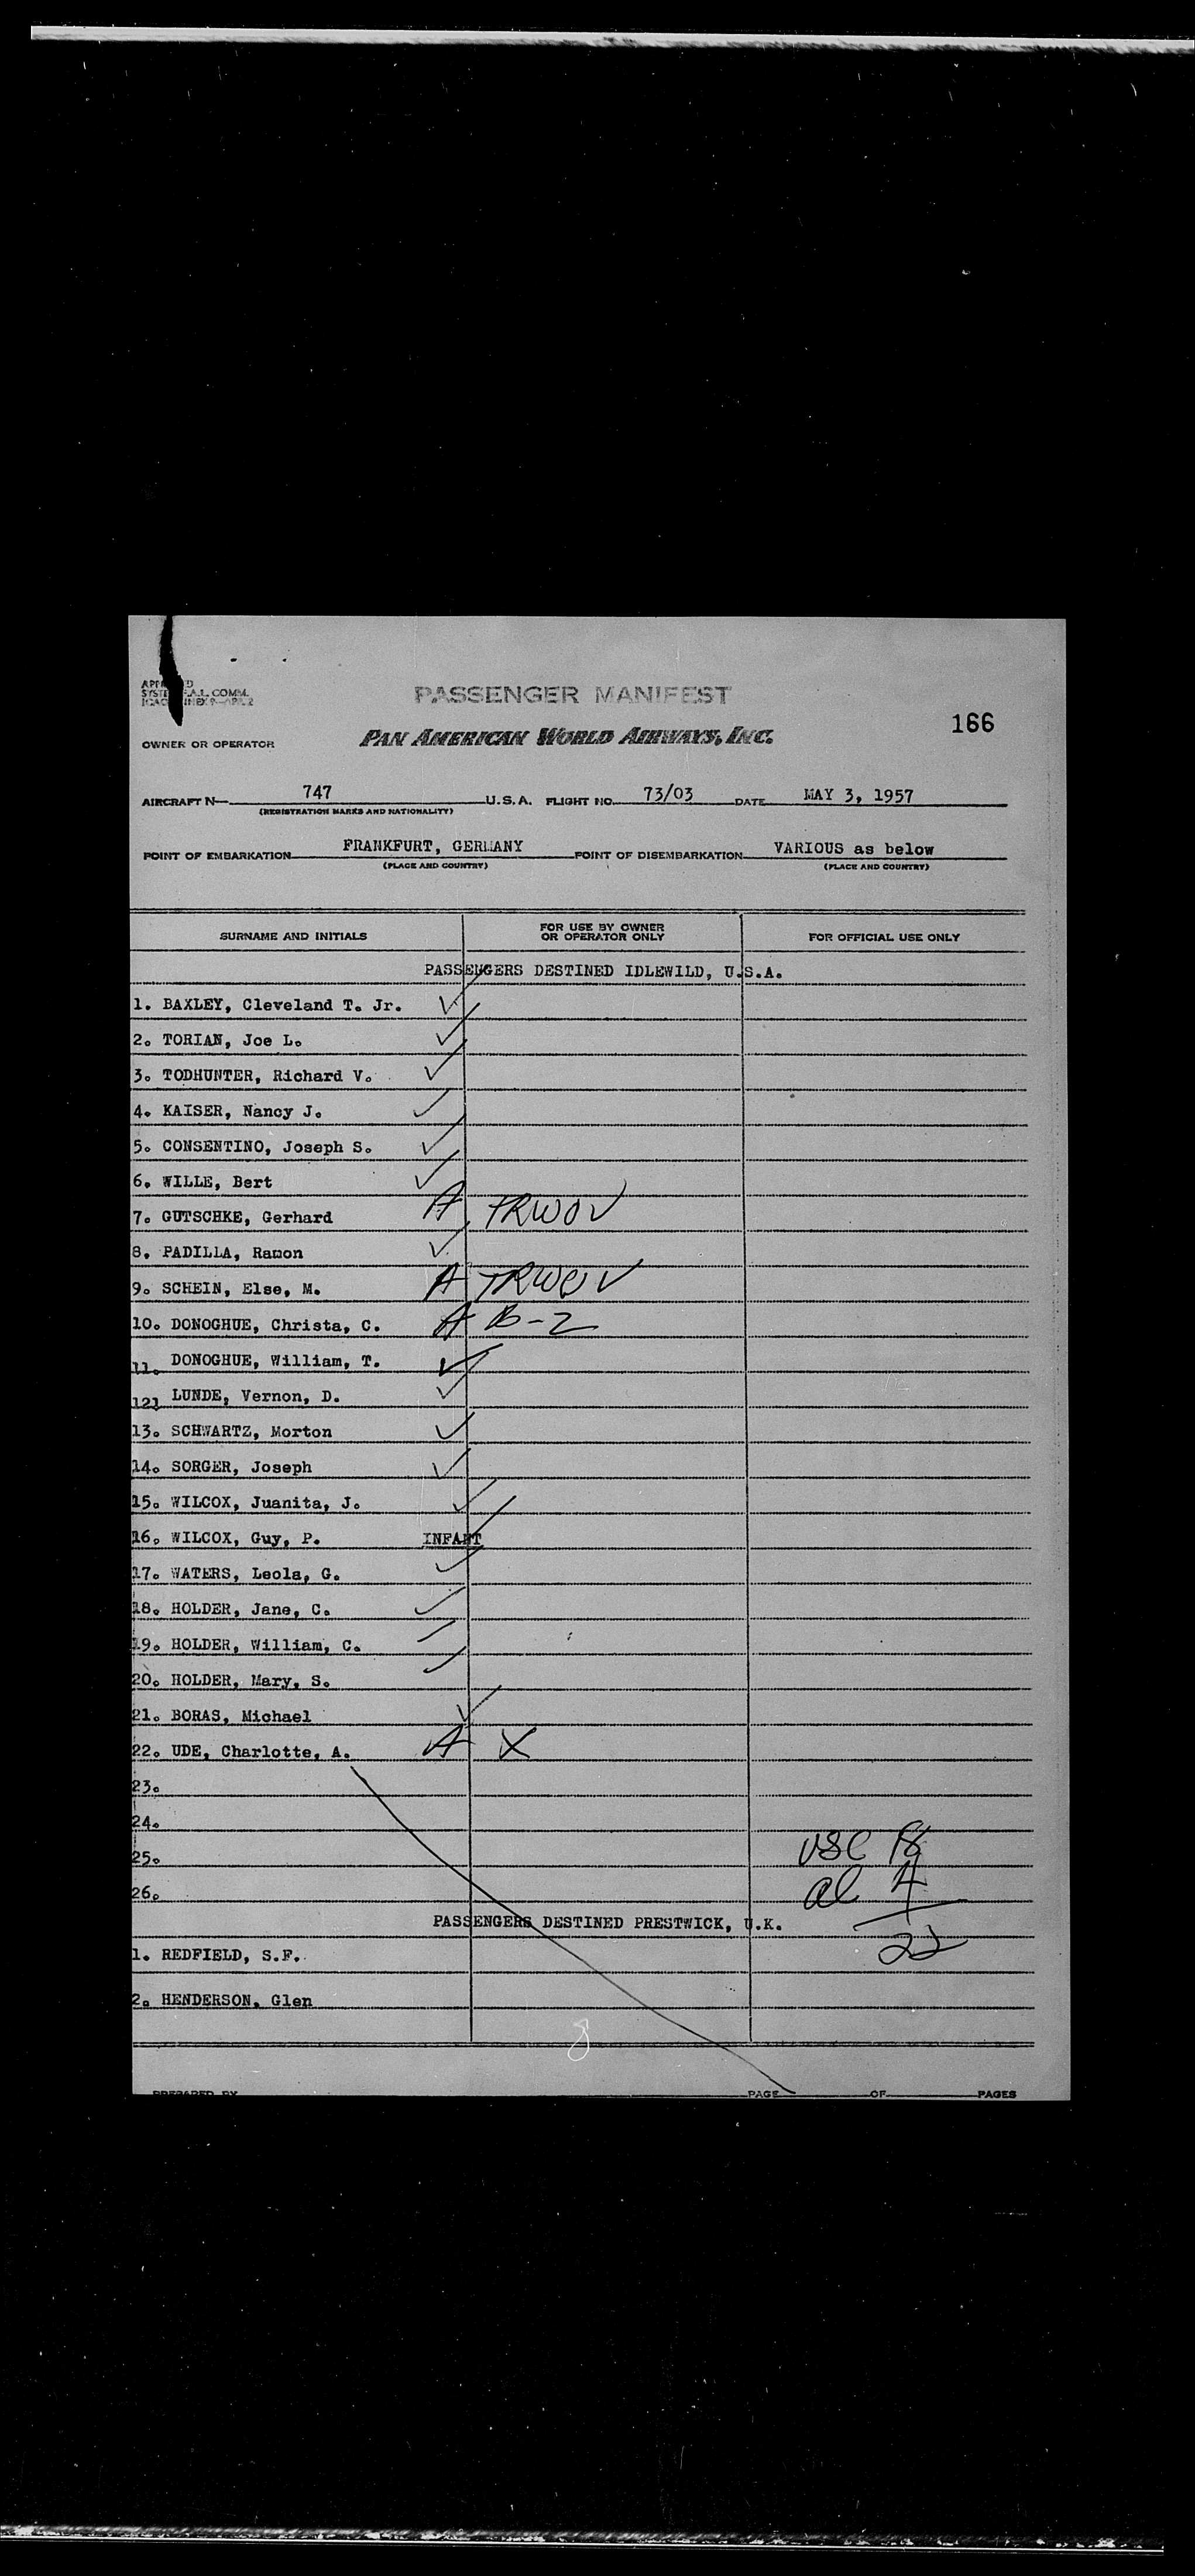 PASSENGER MANIFEST
166
OWNER OR OPERATOR PAN AMERICAN WORLD AIRWAYS, INC.
AIRCRAFT N— 747 U.S.A. FLIGHT NO. 73/03 DATE MAY 3, 1957
(REGISTRATION MARKS AND NATIONALITY)
POINT OF EMBARKATION FRANKFURT, GERMANY POINT OF DISEMBARKATION VARIOUS as below
(PLACE AND COUNTRY) (PLACE AND COUNTRY)
SURNAME AND INITIALS FOR USE BY OWNER OR OPERATOR ONLY FOR OFFICIAL USE ONLY
PASSENGERS DESTINED IDLEWILD, U.S.A.
1. BAXLEY, Cleveland T. Jr. ✓
2. TORIAN, Joe L. ✓
3. TODHUNTER, Richard V. ✓
4. KAISER, Nancy J. ✓
5. CONSENTINO, Joseph S. ✓
6. WILLE, Bert ✓
7. GUTSCHKE, Gerhard A TRWOV
8. PADILLA, Ramon ✓
9. SCHEIN, Else, M. A TRWOV
10. DONOGHUE, Christa, C. A B-2
11. DONOGHUE, William, T. ✓
12] LUNDE, Vernon, D. ✓
13. SCHWARTZ, Morton ✓
14. SORGER, Joseph ✓
15. WILCOX, Juanita, J. ✓
16. WILCOX, Guy, P. INFANT
17. WATERS, Leola, G. ✓
18. HOLDER, Jane, C. ✓
19. HOLDER, William, C. ✓
20. HOLDER, Mary, S. ✓
21. BORAS, Michael ✓
22. UDE, Charlotte, A. A X
23.
24.
25. USC 18
26. al 4
PASSENGERS DESTINED PRESTWICK, U.K.
22
1. REDFIELD, S.F.
2. HENDERSON, Glen
8
PREPARED BY PAGE OF PAGES